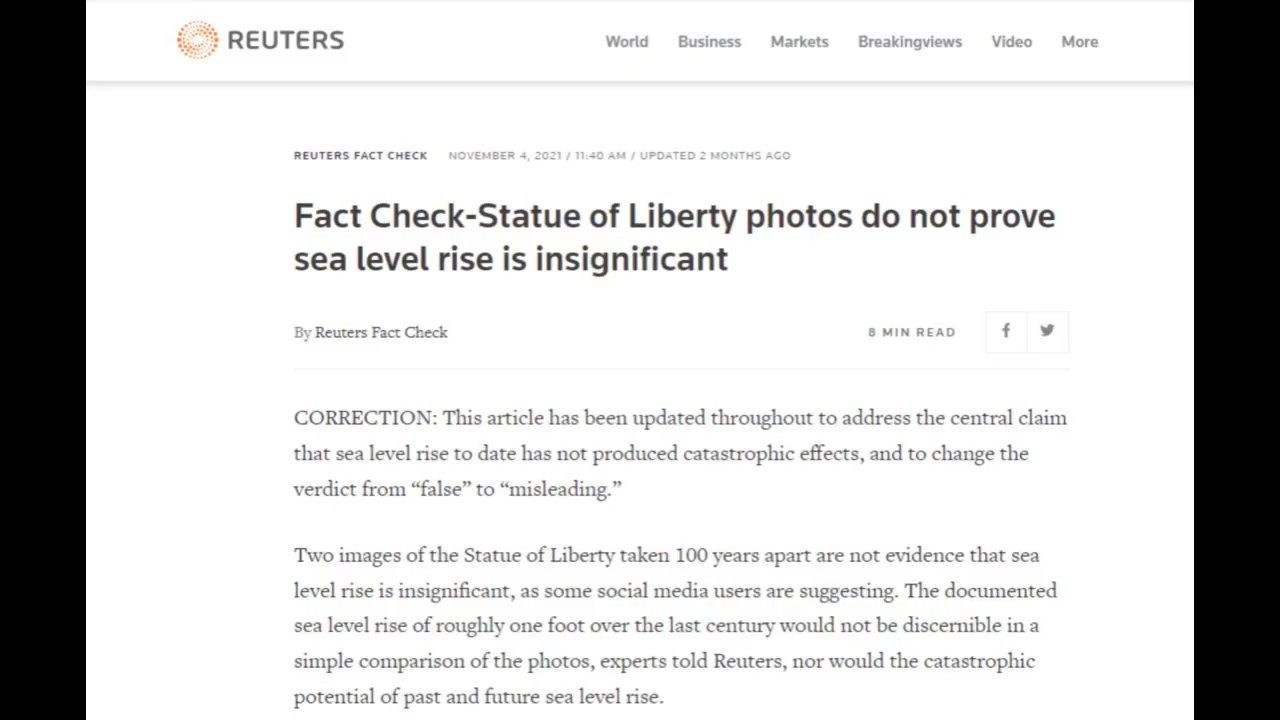 REUTERS
World Business Markets Breakingviews Video More
REUTERS FACT CHECK NOVEMBER 4, 2021 / 11:40 AM / UPDATED 2 MONTHS AGO
Fact Check-Statue of Liberty photos do not prove
sea level rise is insignificant
By Reuters Fact Check
8 MIN READ
CORRECTION: This article has been updated throughout to address the central claim
that sea level rise to date has not produced catastrophic effects, and to change the
verdict from “false” to “misleading.”
Two images of the Statue of Liberty taken 100 years apart are not evidence that sea
level rise is insignificant, as some social media users are suggesting. The documented
sea level rise of roughly one foot over the last century would not be discernible in a
simple comparison of the photos, experts told Reuters, nor would the catastrophic
potential of past and future sea level rise.